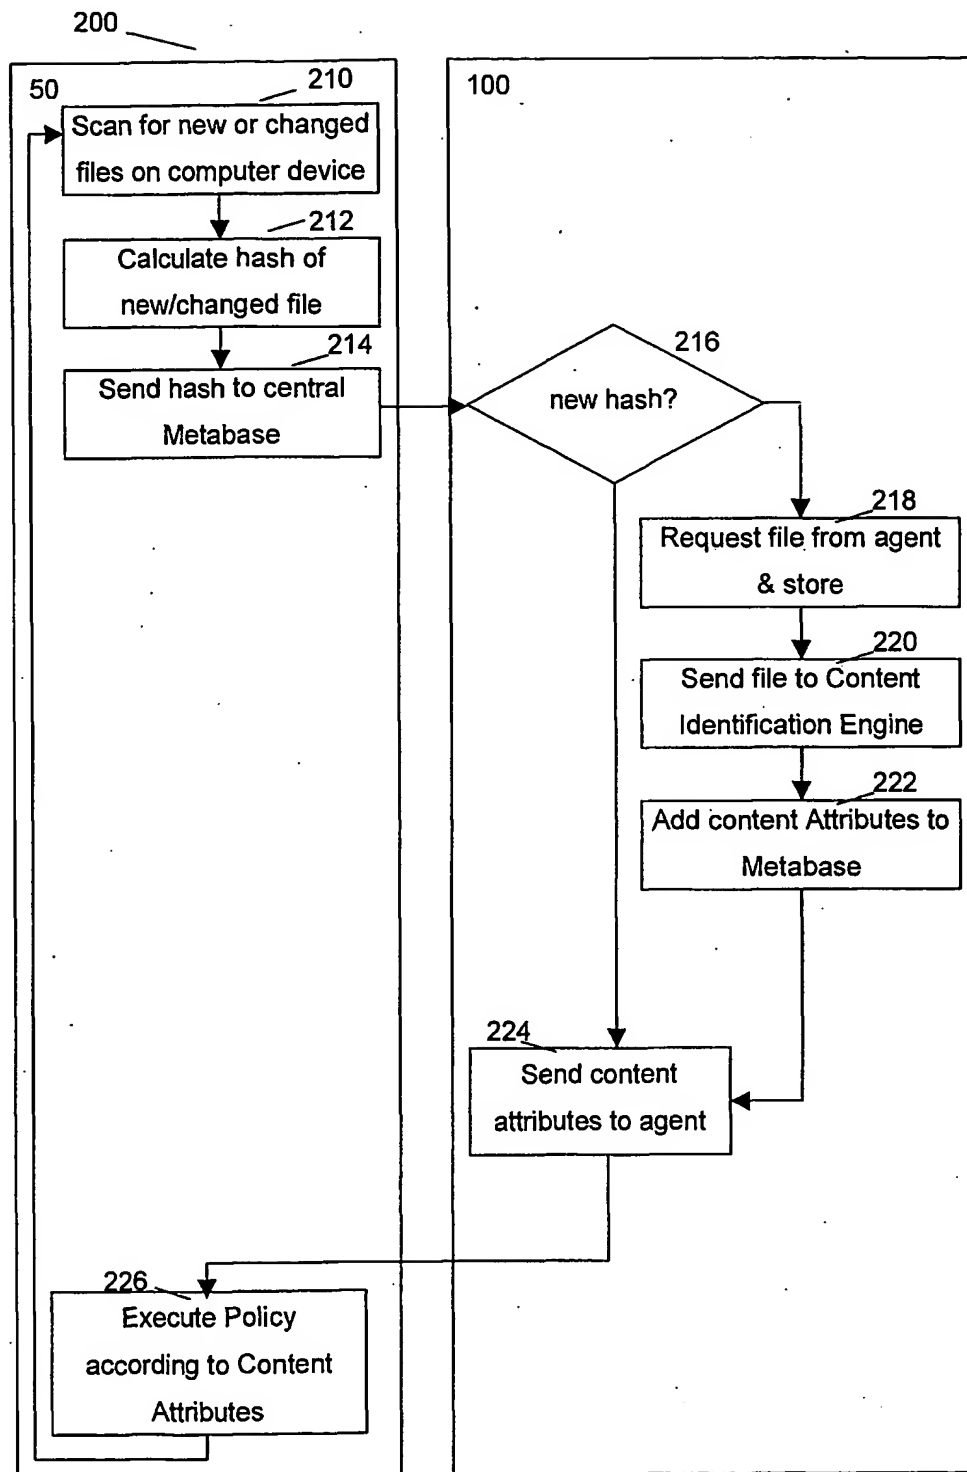 200
50
210
Scan for new or changed
files on computer device
212
Calculate hash of
new/changed file
214
Send hash to central
Metabase
100
216
new hash?
218
Request file from agent
& store
220
Send file to Content
Identification Engine
222
Add content Attributes to
Metabase
224
Send content
attributes to agent
226
Execute Policy
according to Content
Attributes